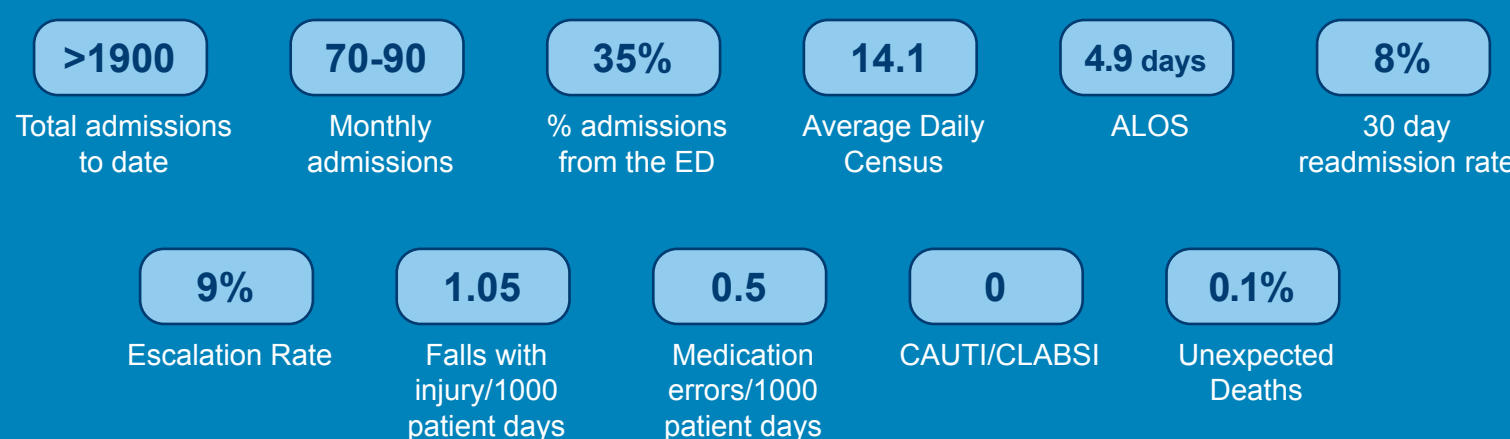 >1900
Total admissions
to date
70-90
Monthly
admissions
35%
% admissions
from the ED
14.1
Average Daily
Census
4.9 days
ALOS
8%
30 day
readmission rate
9%
Escalation Rate
1.05
Falls with
injury/1000
patient days
0.5
Medication
errors/1000
patient days
0
CAUTI/CLABSI
0.1%
Unexpected
Deaths